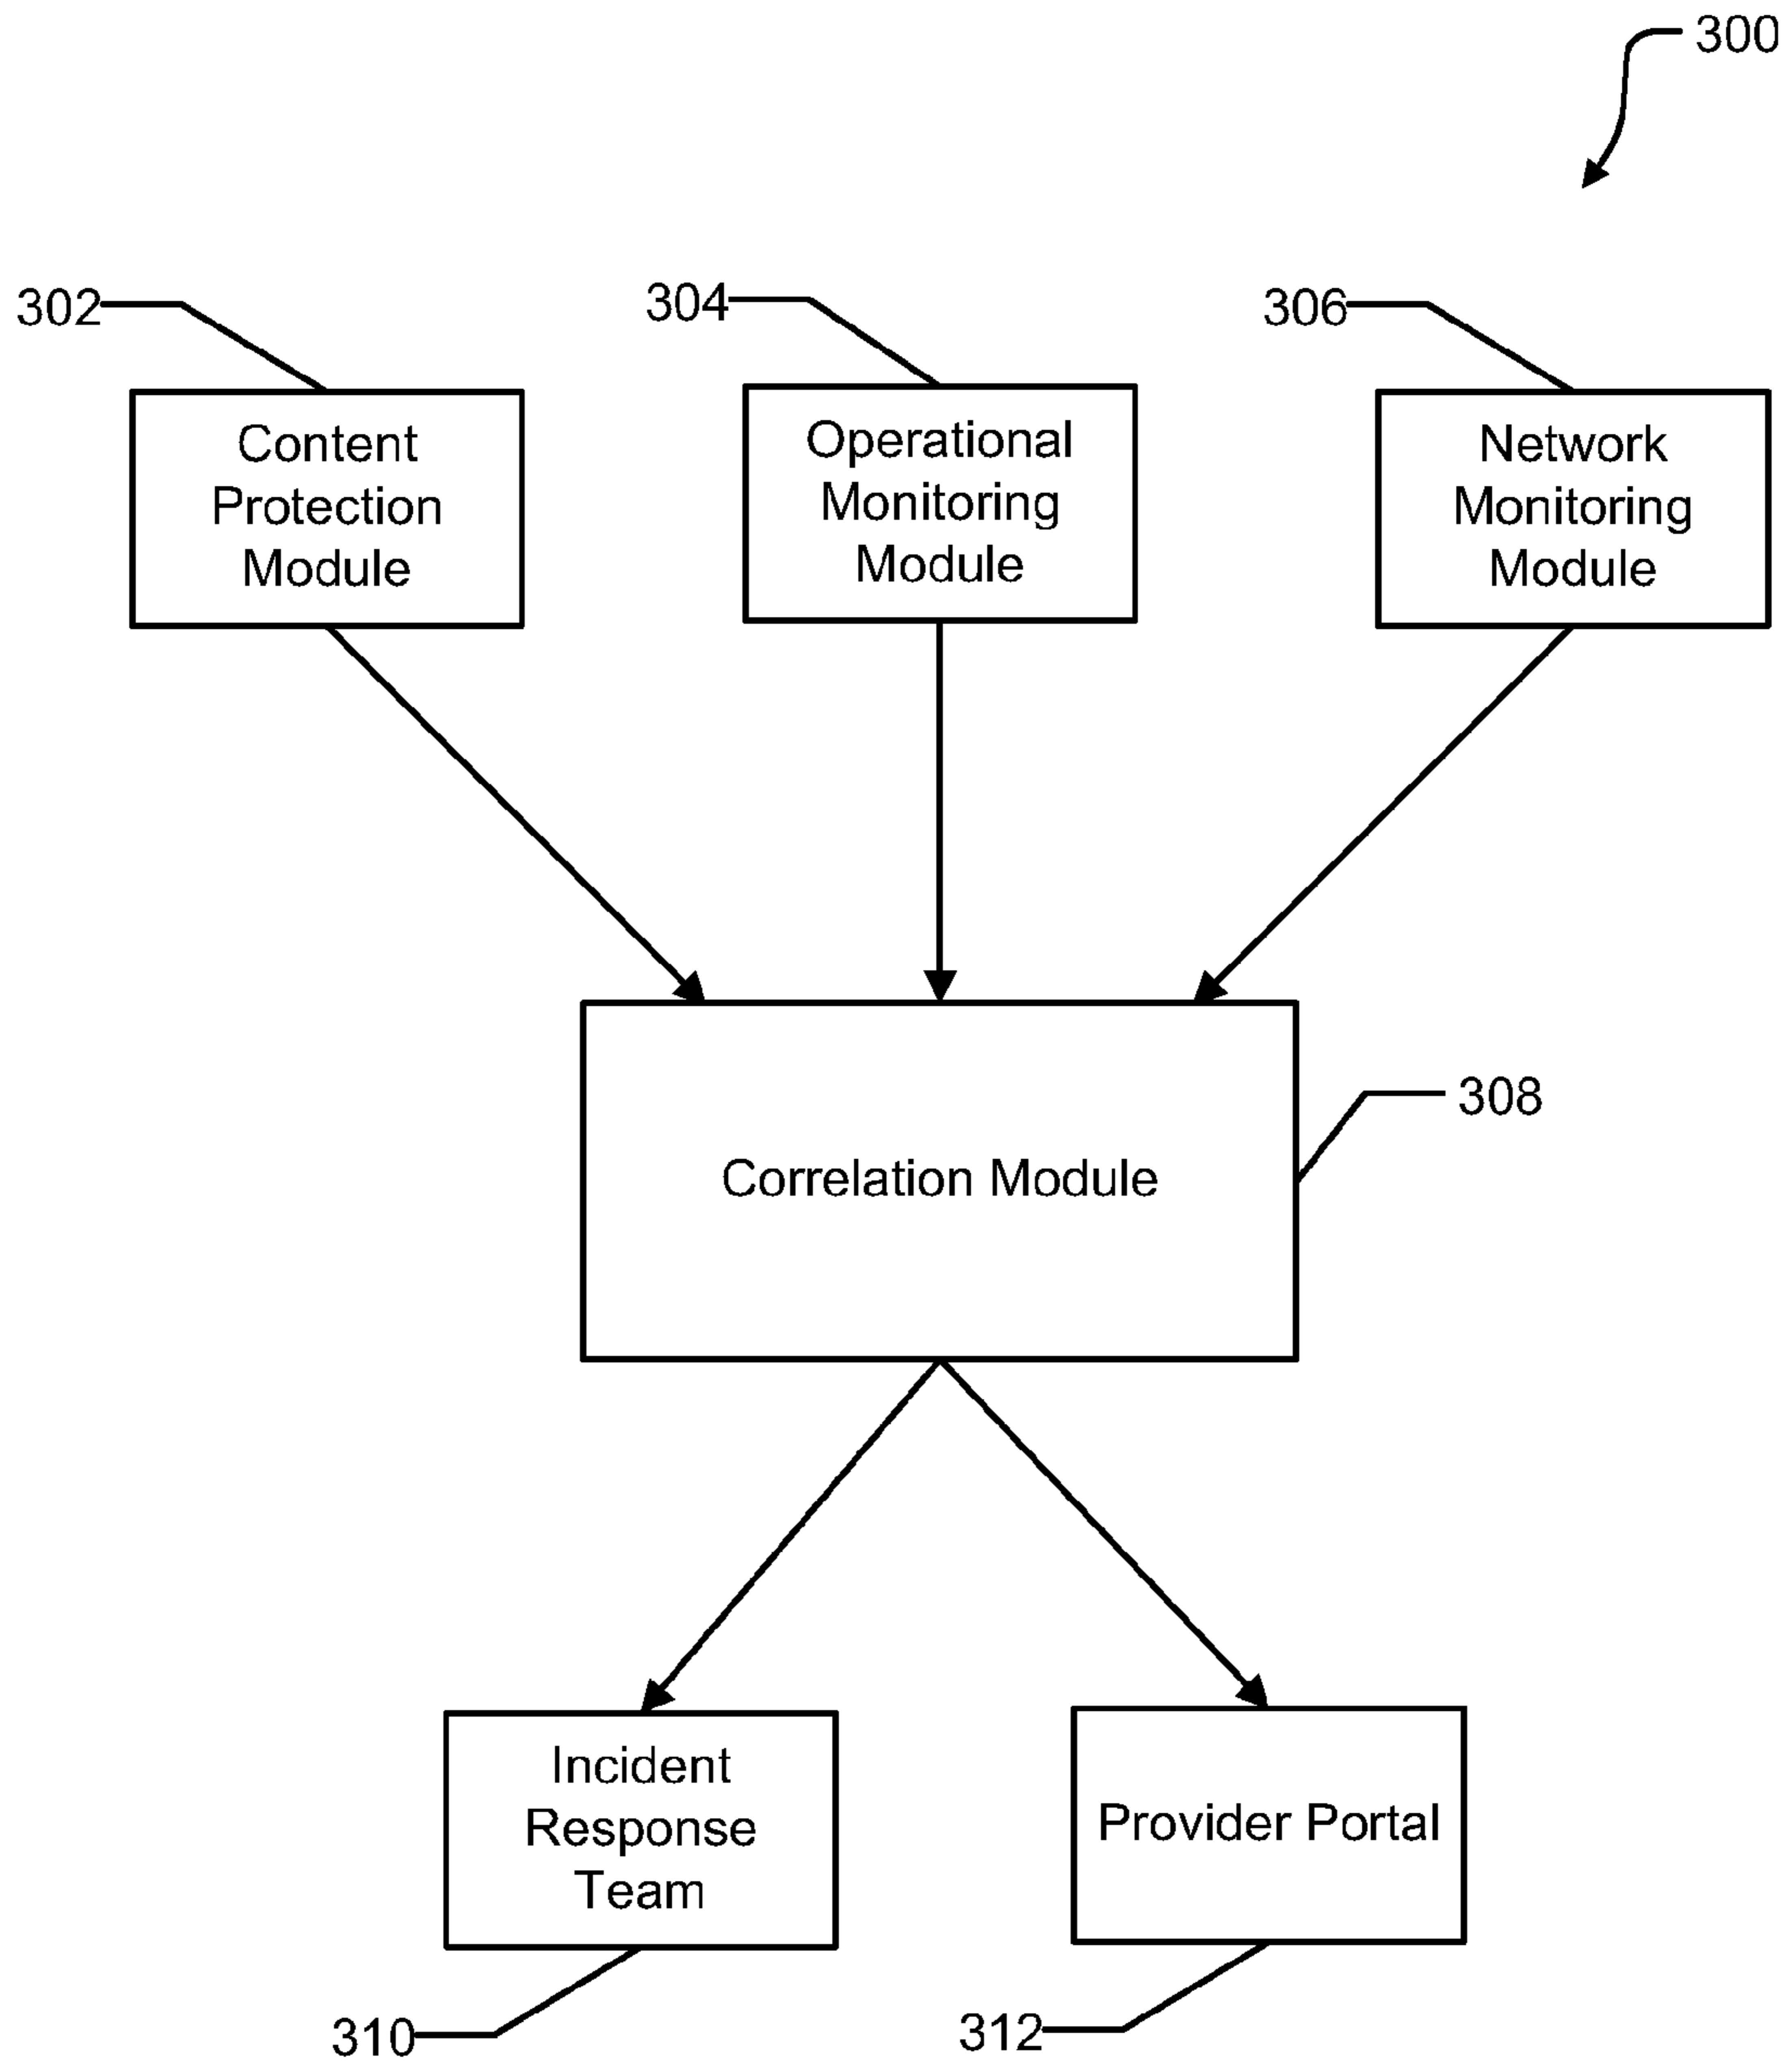 300
302
304
306
Content
Protection
Module
Operational
Monitoring
Module
Network
Monitoring
Module
Correlation Module
308
Incident
Response
Team
Provider Portal
310
312